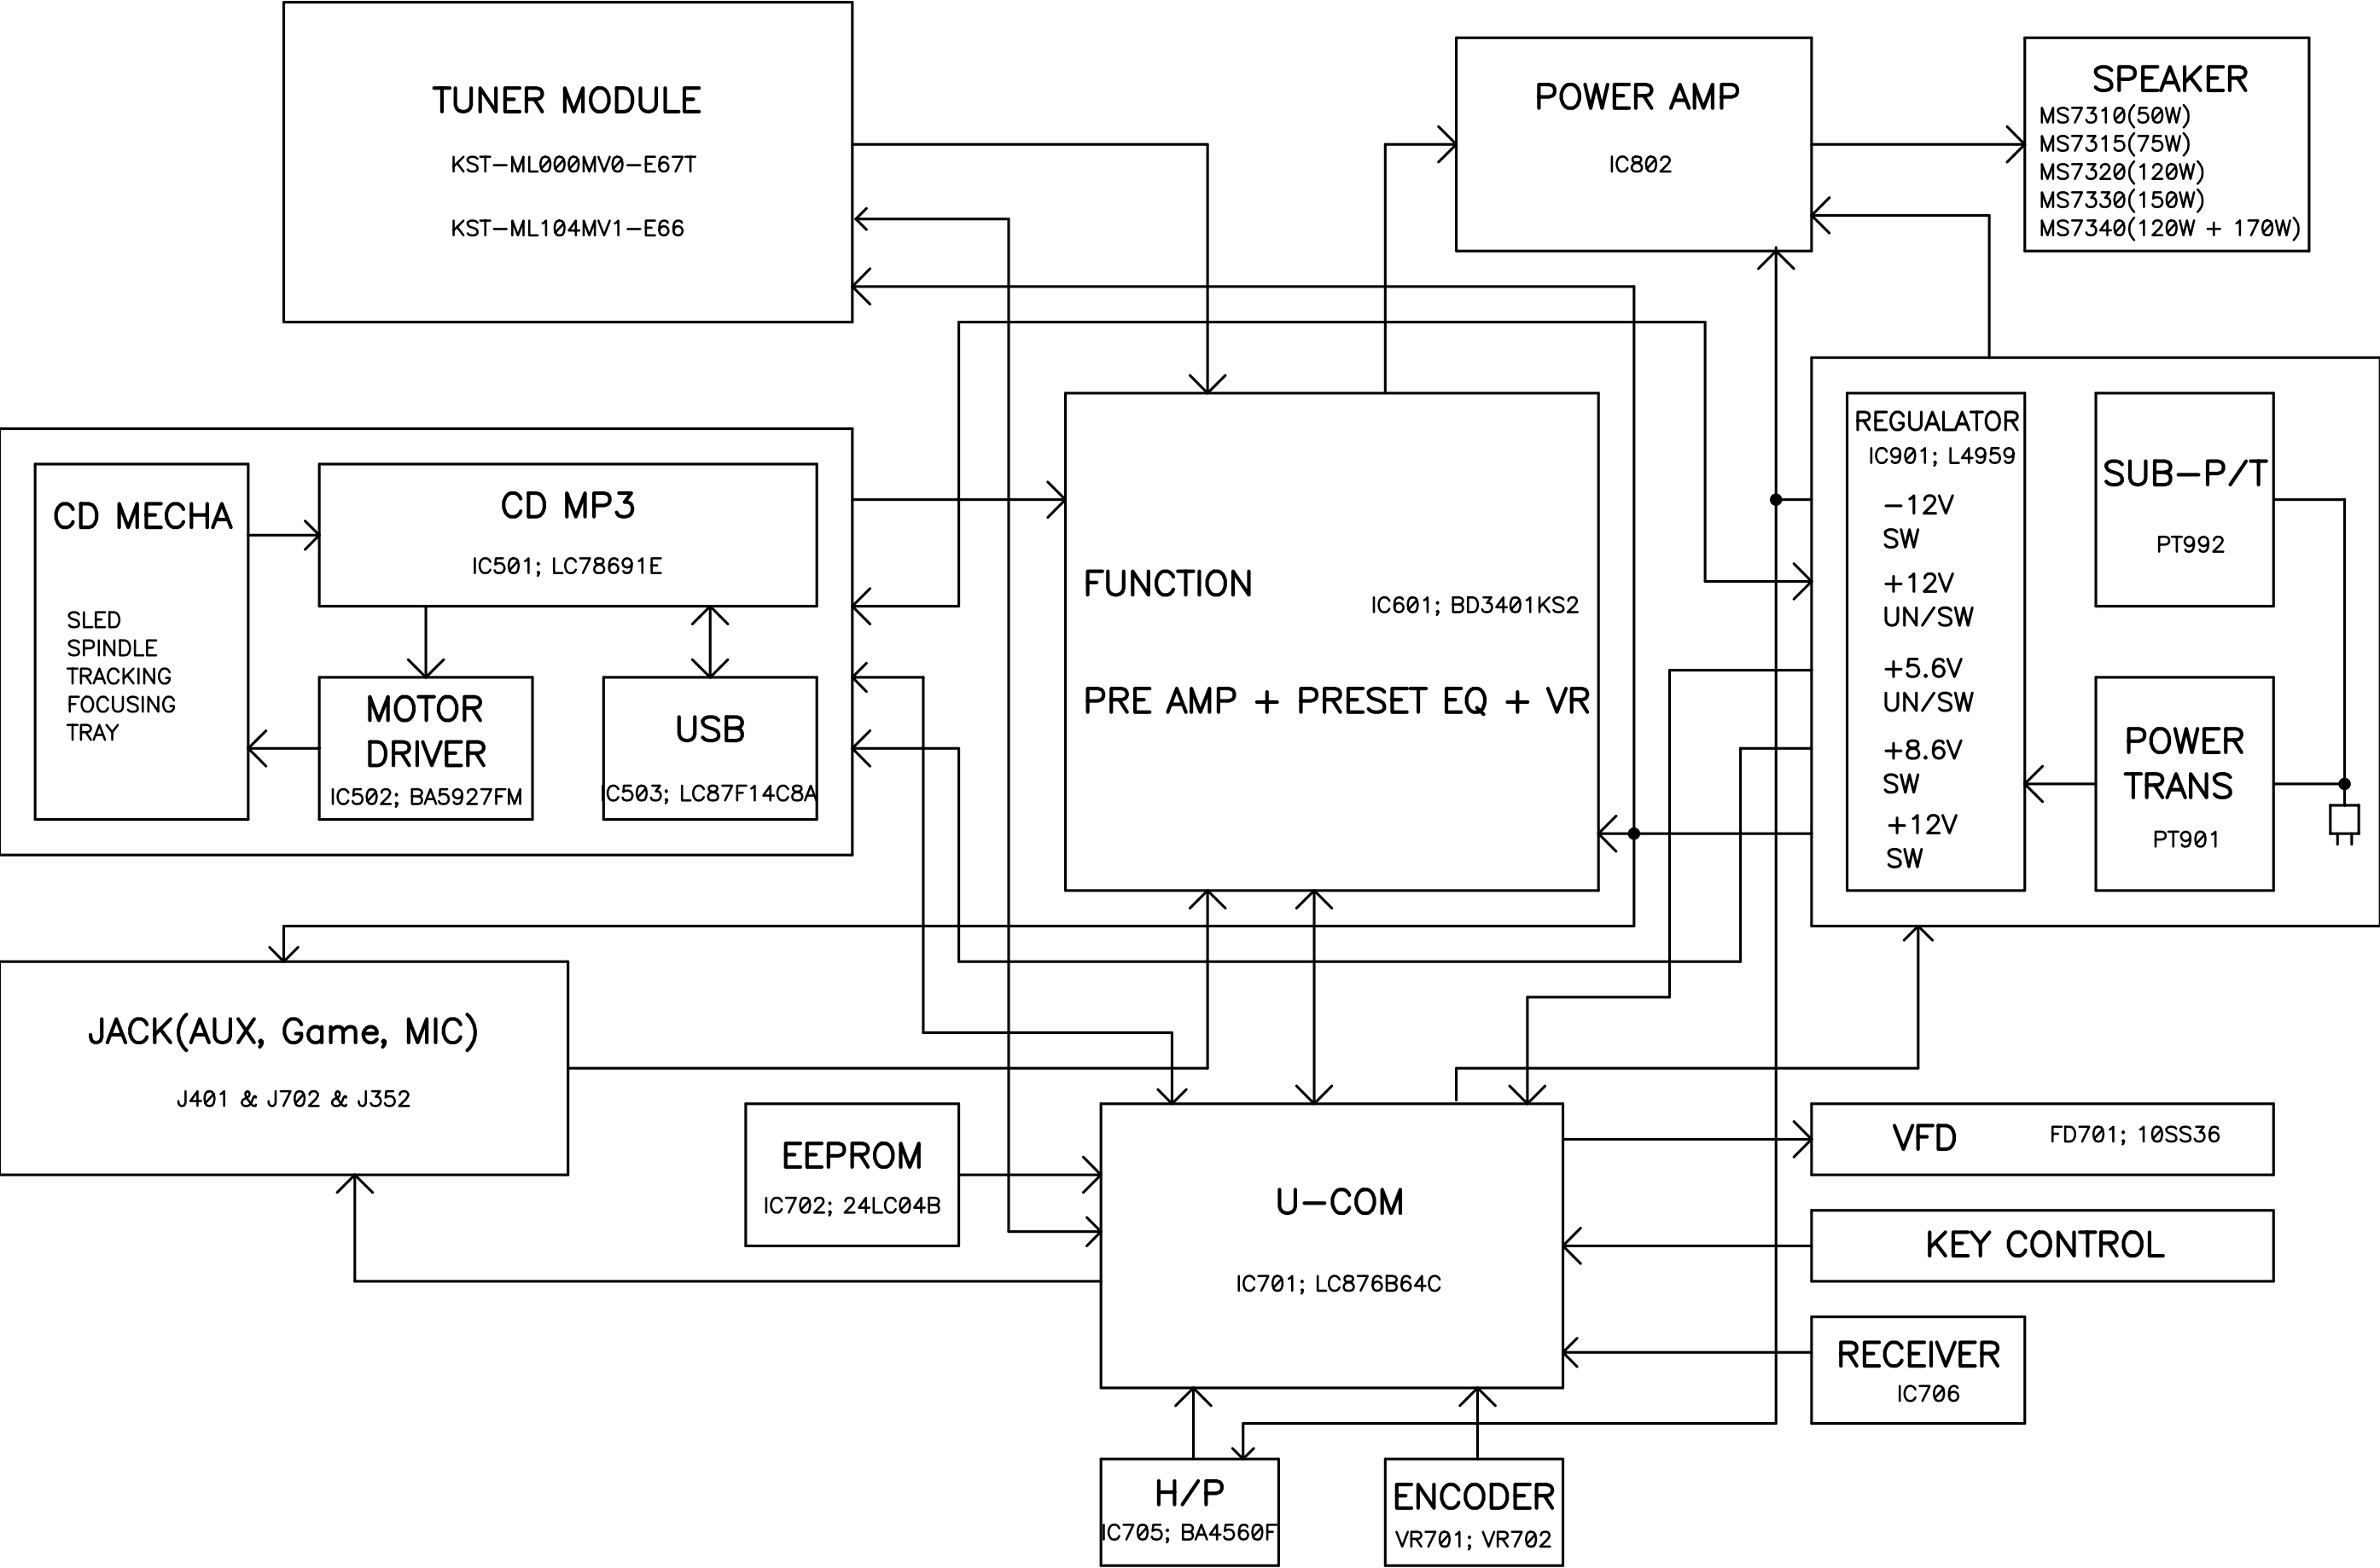 TUNER MODULE
KST-ML000MV0-E67T
KST-ML104MV1-E66
POWER AMP
IC802
SPEAKER
MS7310(50W)
MS7315(75W)
MS7320(120W)
MS7330(150W)
MS7340(120W + 170W)
CD MECHA
SLED
SPINDLE
TRACKING
FOCUSING
TRAY
CD MP3
IC501; LC78691E
MOTOR
DRIVER
IC502; BA5927FM
USB
IC503; LC87F14C8A
FUNCTION
IC601; BD3401KS2
PRE AMP + PRESET EQ + VR
REGUALATOR
IC901; L4959
-12V
SW
+12V
UN/SW
+5.6V
UN/SW
+8.6V
SW
+12V
SW
SUB-P/T
PT992
POWER
TRANS
PT901
JACK(AUX, Game, MIC)
J401 & J702 & J352
EEPROM
IC702; 24LC04B
U-COM
IC701; LC876B64C
VFD
FD701; 10SS36
KEY CONTROL
RECEIVER
IC706
H/P
IC705; BA4560F
ENCODER
VR701; VR702